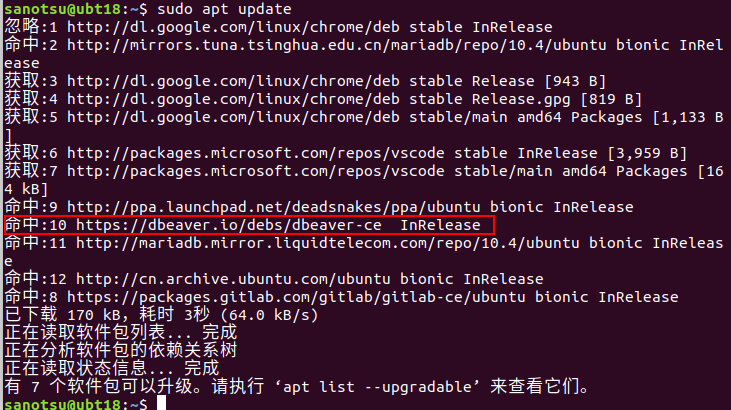 sanotsu@ubt18:~$ sudo apt update
忽略:1 http://dl.google.com/linux/chrome/deb stable InRelease
命中:2 http://mirrors.tuna.tsinghua.edu.cn/mariadb/repo/10.4/ubuntu bionic InRel
ease
获取:3 http://dl.google.com/linux/chrome/deb stable Release [943 B]
获取:4 http://dl.google.com/linux/chrome/deb stable Release.gpg [819 B]
获取:5 http://dl.google.com/linux/chrome/deb stable/main amd64 Packages [1,133 B
]
获取:6 http://packages.microsoft.com/repos/vscode stable InRelease [3,959 B]
获取:7 http://packages.microsoft.com/repos/vscode stable/main amd64 Packages [16
4 kB]
命中:9 http://ppa.launchpad.net/deadsnakes/ppa/ubuntu bionic InRelease
命中:10 https://dbeaver.io/debs/dbeaver-ce  InRelease
命中:11 http://mariadb.mirror.liquidtelecom.com/repo/10.4/ubuntu bionic InReleas
e
命中:12 http://cn.archive.ubuntu.com/ubuntu bionic InRelease
命中:8 https://packages.gitlab.com/gitlab/gitlab-ce/ubuntu bionic InRelease
已下载 170 kB，耗时 3秒 (64.0 kB/s)
正在读取软件包列表... 完成
正在分析软件包的依赖关系树
正在读取状态信息... 完成
有 7 个软件包可以升级。请执行 ‘apt list --upgradable’ 来查看它们。
sanotsu@ubt18:~$